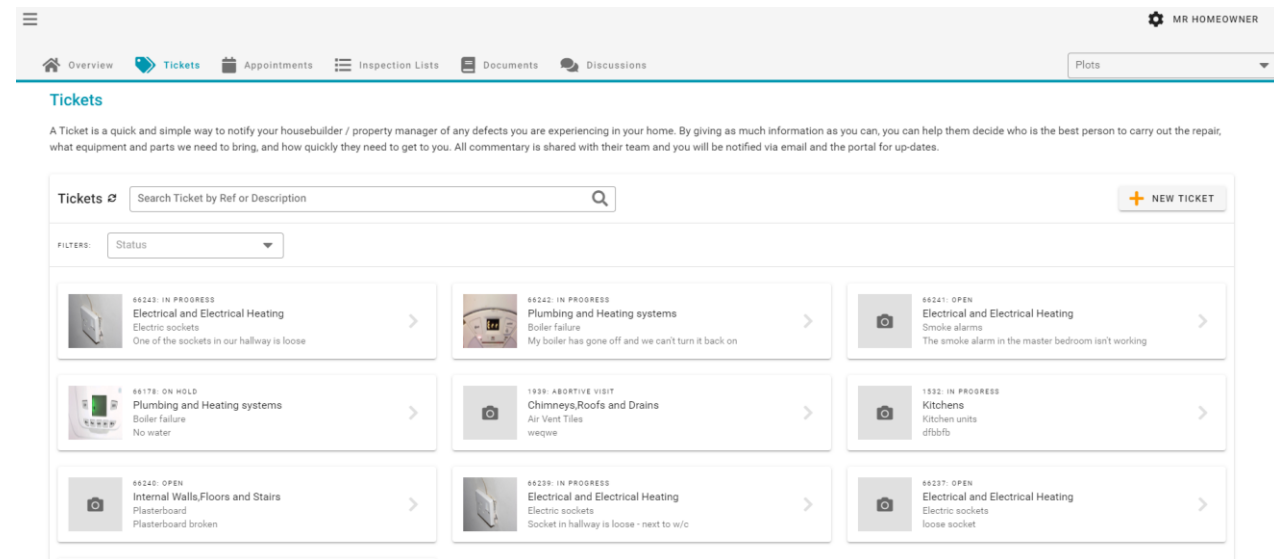 MR HOMEOWNER
Overview Tickets Appointments Inspection Lists Documents Discussions Plots
Tickets
A Ticket is a quick and simple way to notify your housebuilder / property manager of any defects you are experiencing in your home. By giving as much information as you can, you can help them decide who is the best person to carry out the repair,
what equipment and parts we need to bring, and how quickly they need to get to you. All commentary is shared with their team and you will be notified via email and the portal for up-dates.
Tickets Search Ticket by Ref or Description NEW TICKET
FILTERS: Status
66243: IN PROGRESS
Electrical and Electrical Heating
Electric sockets
One of the sockets in our hallway is loose
66242: IN PROGRESS
Plumbing and Heating systems
Boiler failure
My boiler has gone off and we can't turn it back on
66241: OPEN
Electrical and Electrical Heating
Smoke alarms
The smoke alarm in the master bedroom isn't working
66178: ON HOLD
Plumbing and Heating systems
Boiler failure
No water
1939: ABORTIVE VISIT
Chimneys,Roofs and Drains
Air Vent Tiles
weqwe
1532: IN PROGRESS
Kitchens
Kitchen units
dfbbfb
66240: OPEN
Internal Walls,Floors and Stairs
Plasterboard
Plasterboard broken
66239: IN PROGRESS
Electrical and Electrical Heating
Electric sockets
Socket in hallway is loose - next to w/c
66237: OPEN
Electrical and Electrical Heating
Electric sockets
loose socket